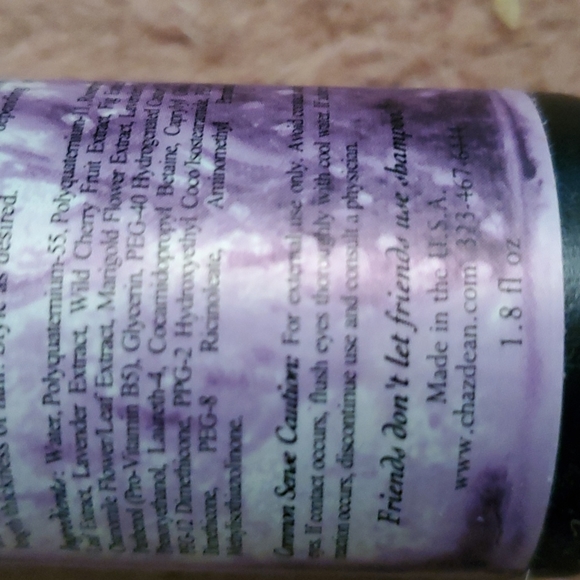 as desired.
Ingredients: Water, Polyquaternium-55, Polyquaternium-11,
Leaf Extract, Lavender Extract, Wild Cherry Fruit Extract, Fig
Chamomile Flower/Leaf Extract, Marigold Flower Extract,
Panthenol (Pro-Vitamin B5), Glycerin, PEG-40 Hydrogenated
Phenoxyethanol, Laureth-4, Cocamidopropyl Betaine, Caprylyl
PEG-12 Dimethicone, PPG-2 Hydroxyethyl Coco/Isostearamide,
Dimethicone, PEG-8 Ricinoleate, Aminomethyl
Methylisothiazolinone.
Common Sense Caution: For external use only. Avoid
eyes. If contact occurs, flush eyes thoroughly with cool water. If
occurs, discontinue use and consult a physician.
Friends don't let friends use shampoo
Made in the U.S.A.
www.chazdean.com 323-467-6444
1.8 fl oz